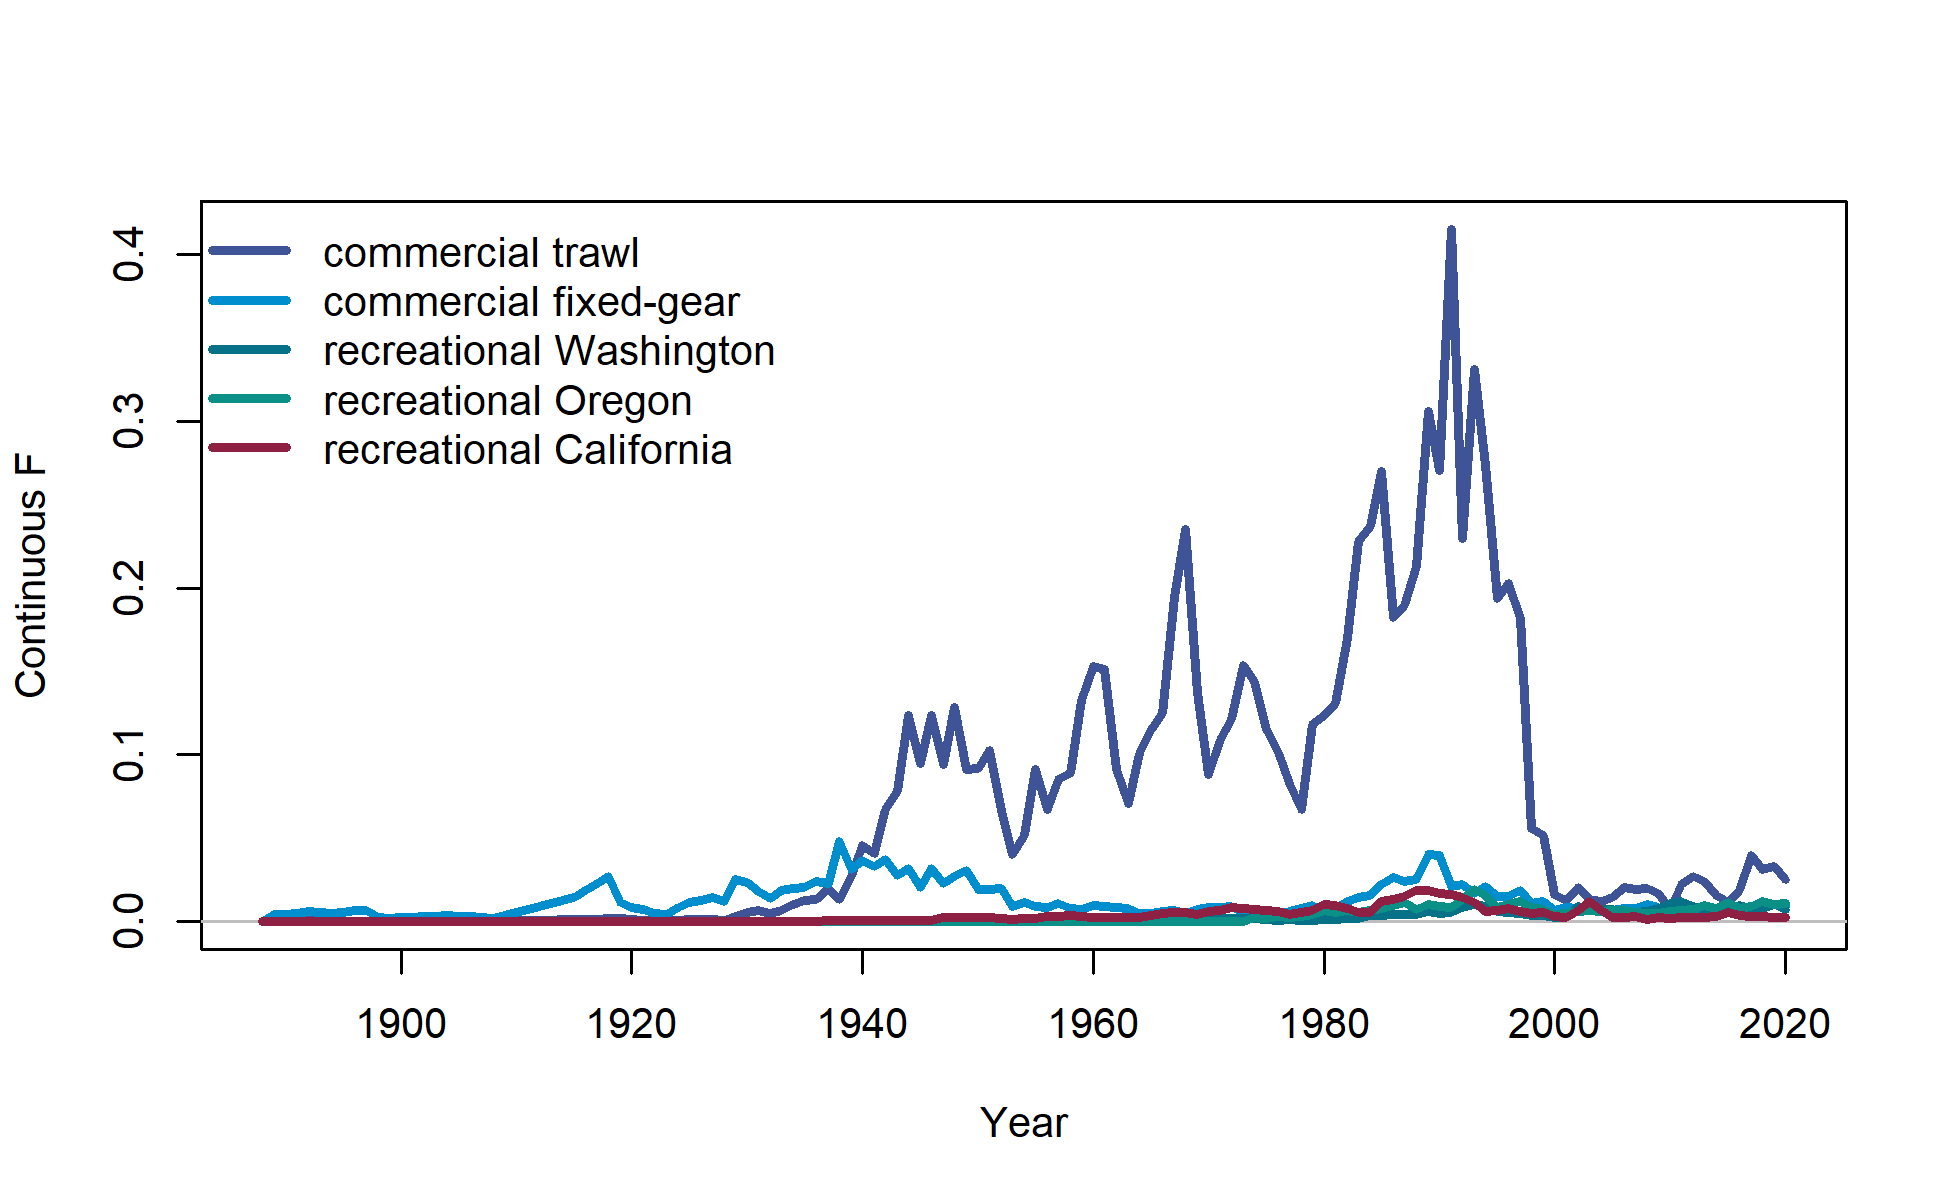 commercial trawl
commercial fixed-gear
recreational Washington
recreational Oregon
recreational California
Continuous F
0.4
0.3
0.2
0.1
0.0
1900 1920 1940 1960 1980 2000 2020
Year